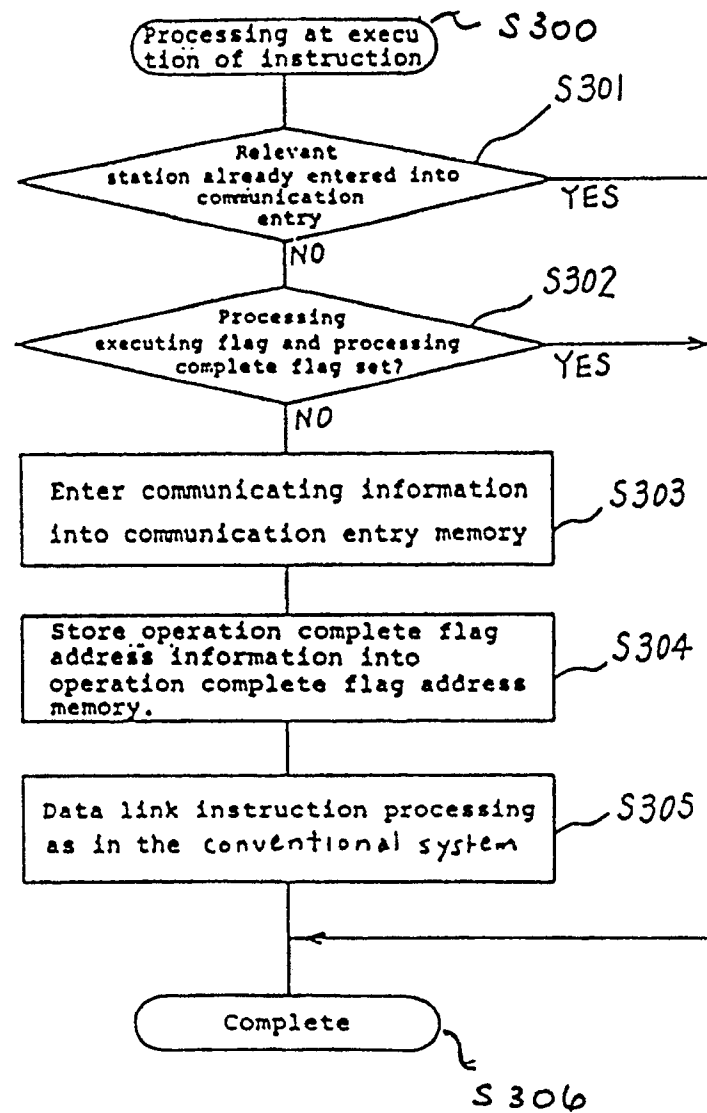 Processing at execu
tion of instruction
S300
S301
Relevant
station already entered into
communication
entry
YES
NO
S302
Processing
executing flag and processing
complete flag set?
YES
NO
Enter communicating information
into communication entry memory
S303
Store operation complete flag
address information into
operation complete flag address
memory.
S304
Data link instruction processing
as in the conventional system
S305
Complete
S306